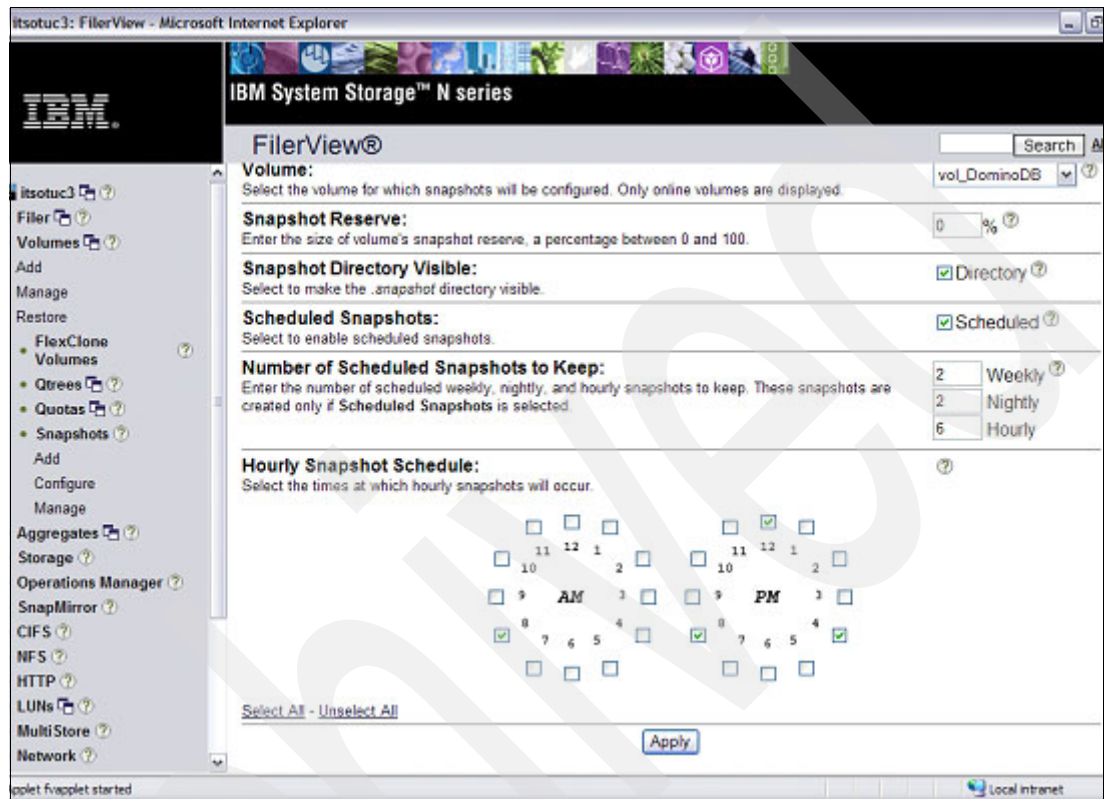 itsotuc3: FilerView - Microsoft Internet Explorer
IBM
IBM System Storage™ N series
FilerView®
Search
itsotuc3
Filer
Volumes
Add
Manage
Restore
FlexClone
Volumes
Qtrees
Quotas
Snapshots
Add
Configure
Manage
Aggregates
Storage
Operations Manager
SnapMirror
CIFS
NFS
HTTP
LUNs
MultiStore
Network
Volume:
Select the volume for which snapshots will be configured. Only online volumes are displayed.
vol_DominoDB
Snapshot Reserve:
Enter the size of volume's snapshot reserve, a percentage between 0 and 100.
0 %
Snapshot Directory Visible:
Select to make the .snapshot directory visible.
Directory
Scheduled Snapshots:
Select to enable scheduled snapshots.
Scheduled
Number of Scheduled Snapshots to Keep:
Enter the number of scheduled weekly, nightly, and hourly snapshots to keep. These snapshots are
created only if Scheduled Snapshots is selected.
2 Weekly
2 Nightly
6 Hourly
Hourly Snapshot Schedule:
Select the times at which hourly snapshots will occur.
11 12 1
10 2
9 AM 3
8 4
7 6 5
11 12 1
10 2
9 PM 3
8 4
7 6 5
Select All - Unselect All
Apply
applet started
Local intranet